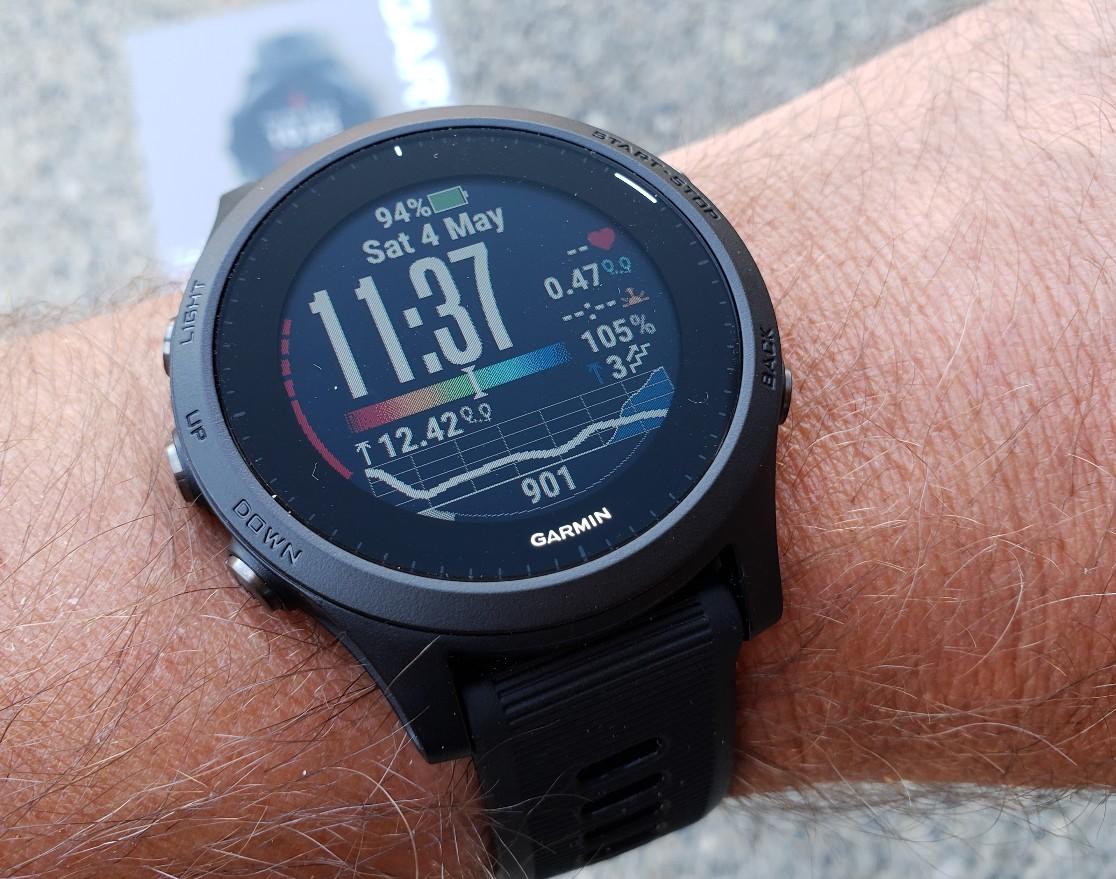 START·STOP
94%
Sat 4 May
11:37
--
0.47
--:--
105%
3
12.42
901
GARMIN
LIGHT
UP
DOWN
BACK